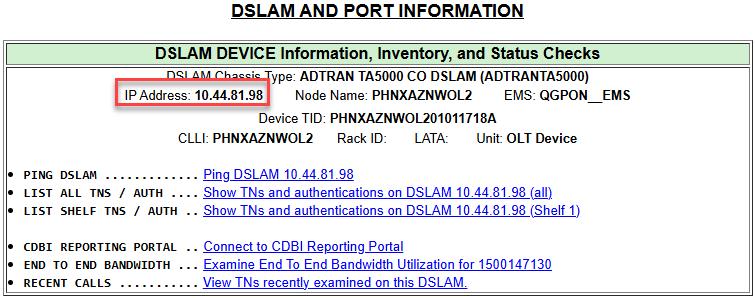 DSLAM AND PORT INFORMATION
DSLAM DEVICE Information, Inventory, and Status Checks
DSLAM Chassis Type: ADTRAN TA5000 CO DSLAM (ADTRANTA5000)
IP Address: 10.44.81.98 Node Name: PHNXAZNWOL2 EMS: QGPON__EMS
Device TID: PHNXAZNWOL201011718A
CLLI: PHNXAZNWOL2 Rack ID: LATA: Unit: OLT Device
• PING DSLAM ............. Ping DSLAM 10.44.81.98
• LIST ALL TNS / AUTH .... Show TNs and authentications on DSLAM 10.44.81.98 (all)
• LIST SHELF TNS / AUTH .. Show TNs and authentications on DSLAM 10.44.81.98 (Shelf 1)
• CDBI REPORTING PORTAL .. Connect to CDBI Reporting Portal
• END TO END BANDWIDTH ... Examine End To End Bandwidth Utilization for 1500147130
• RECENT CALLS ........... View TNs recently examined on this DSLAM.